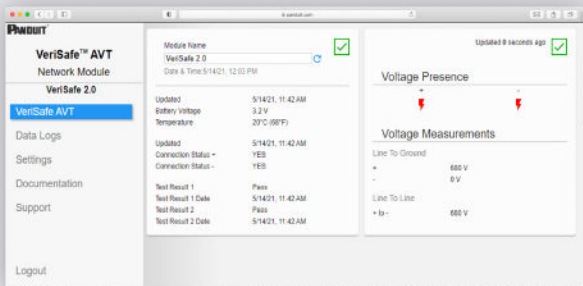 panduit.com
PANDUIT
VeriSafe™ AVT
Network Module
VeriSafe 2.0
VeriSafe AVT
Data Logs
Settings
Documentation
Support
Logout
Module Name
VeriSafe 2.0
Date & Time:5/14/21, 12:03 PM
Updated 5/14/21, 11:42 AM
Battery Voltage 3.2 V
Temperature 20°C (68°F)
Updated 5/14/21, 11:42 AM
Connection Status + YES
Connection Status - YES
Test Result 1 Pass
Test Result 1 Date 5/14/21, 11:42 AM
Test Result 2 Pass
Test Result 2 Date 5/14/21, 11:42 AM
Updated 0 seconds ago
Voltage Presence
+ -
Voltage Measurements
Line To Ground
+ 680 V
- 0 V
Line To Line
+ to - 680 V